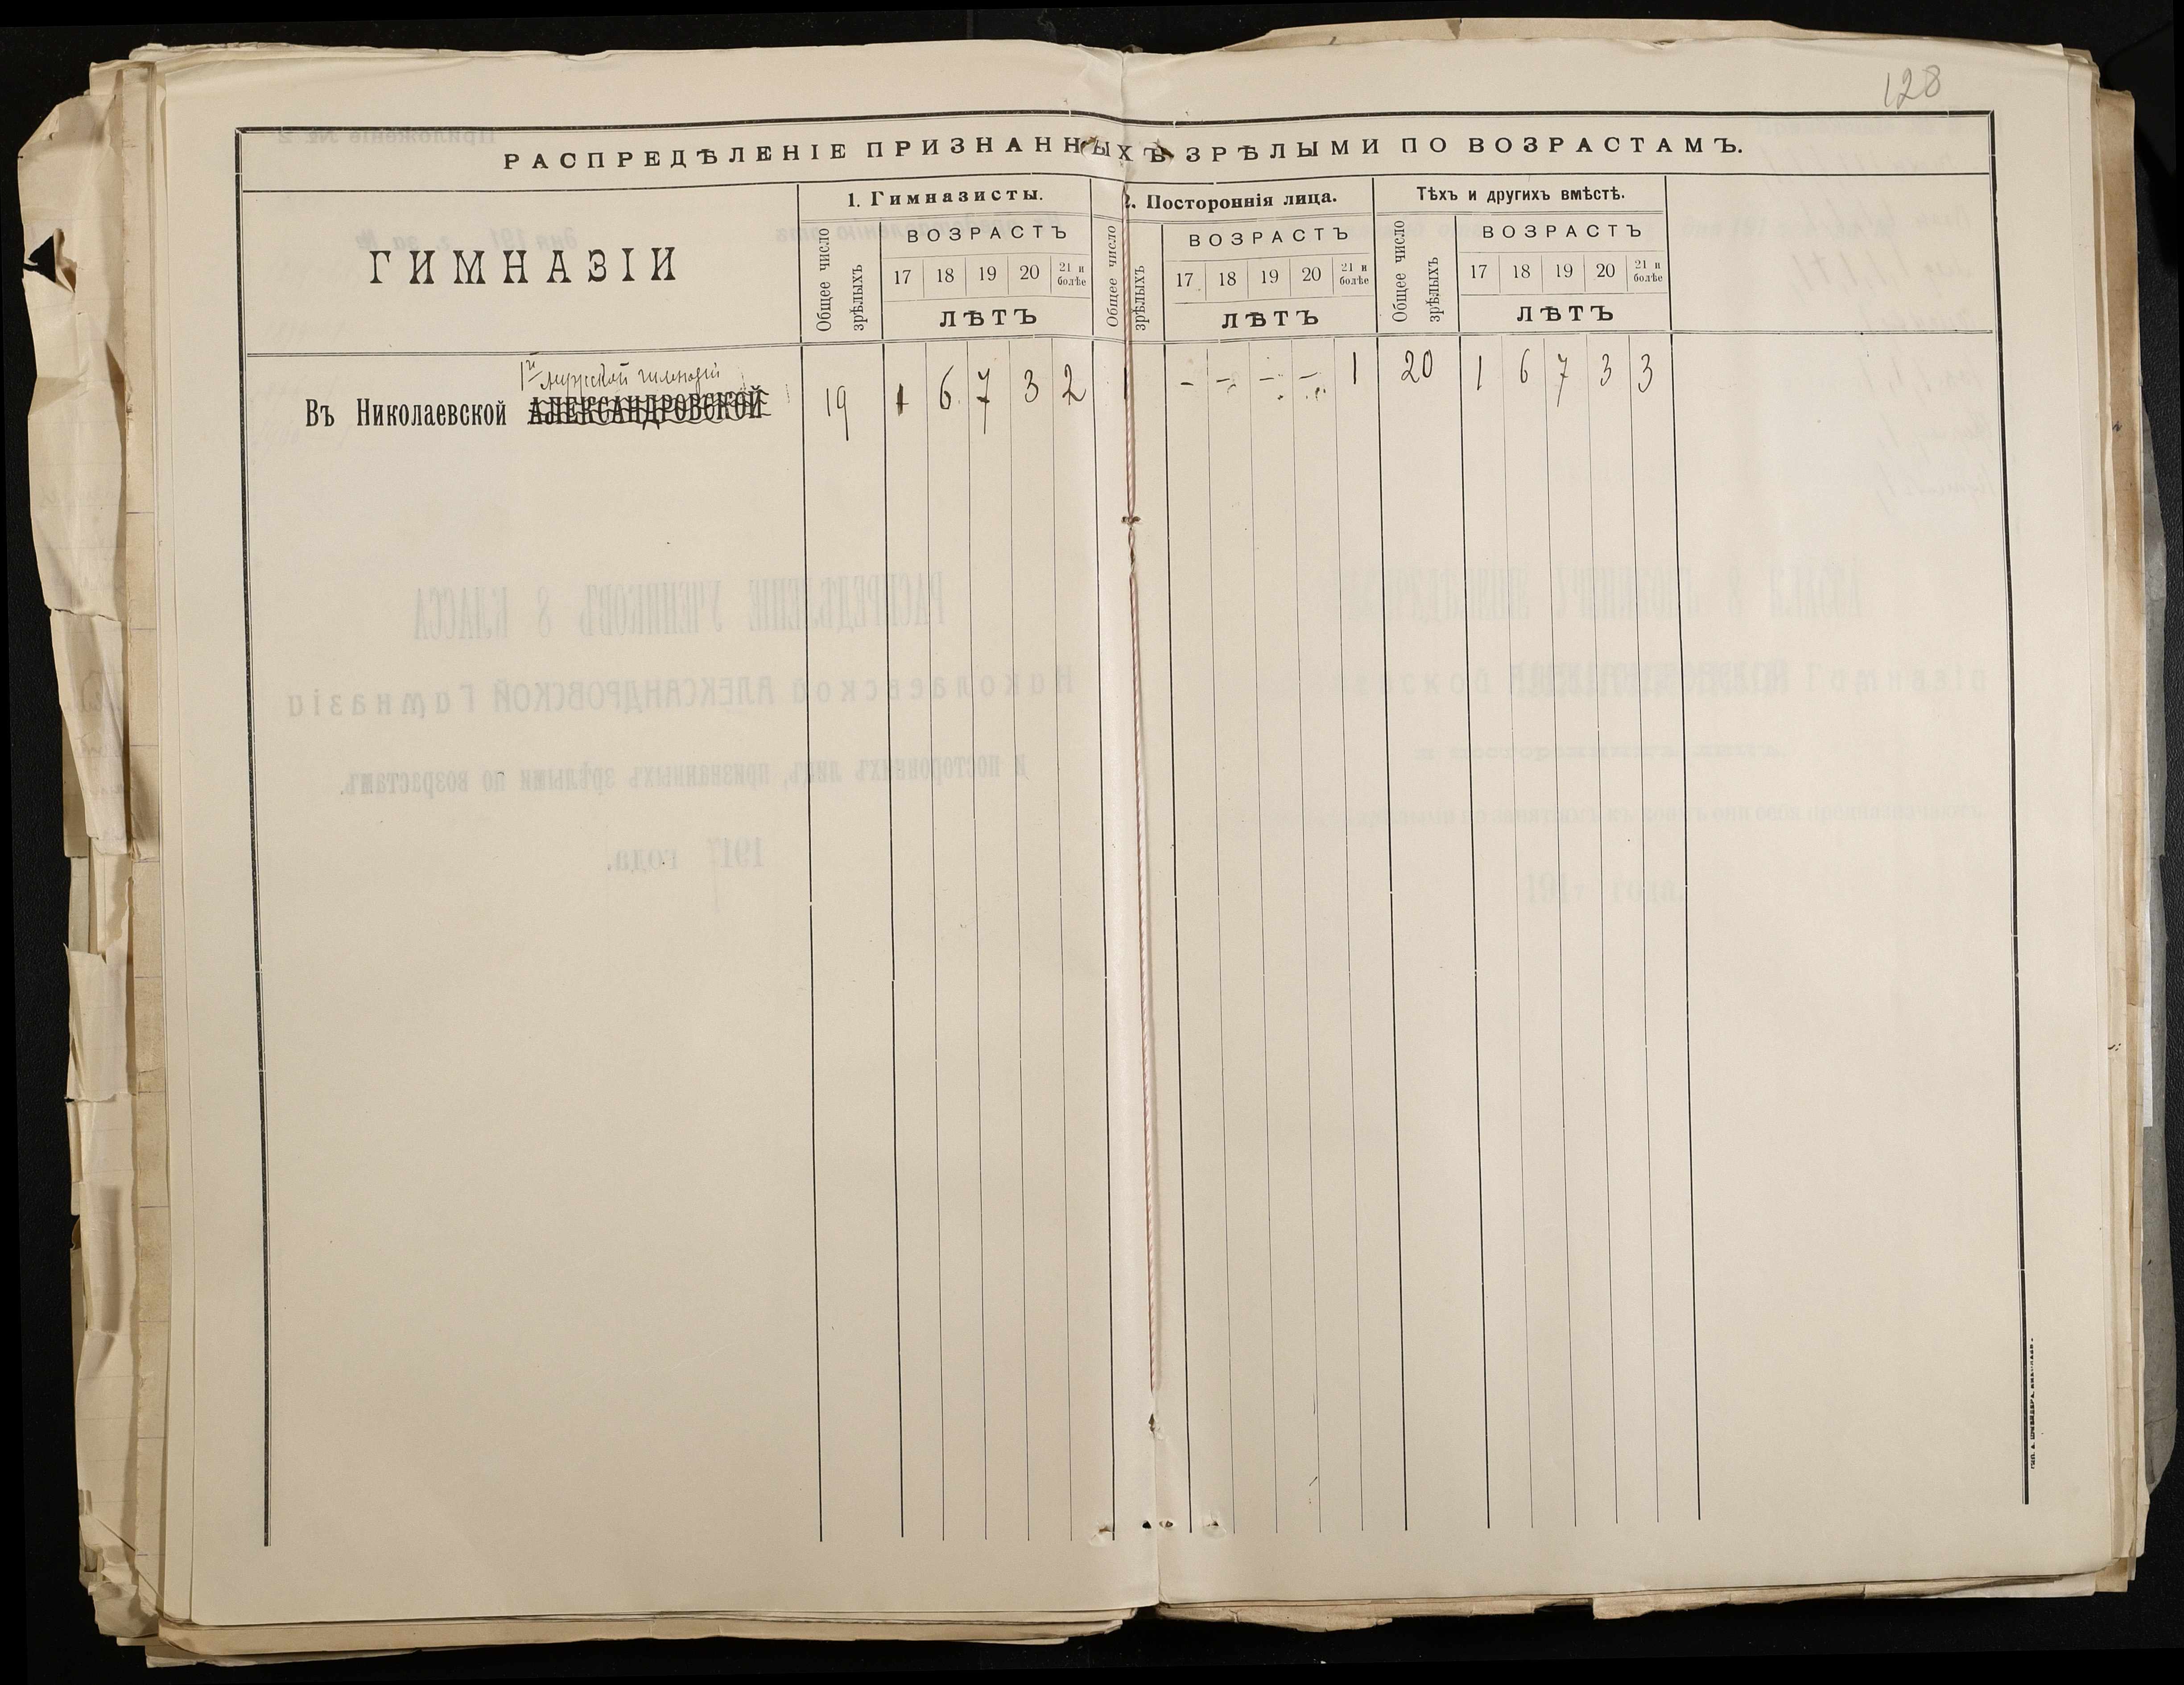 128
РАСПРЕДѢЛЕНІЕ ПРИЗНАННЫХЪ ЗРѢЛЫМИ ПО ВОЗРАСТАМЪ.
ГИМНАЗІИ
1. Гимназисты.
2. Постороннія лица.
Тѣхъ и другихъ вмѣстѣ.
Общее число зрѣлыхъ
ВОЗРАСТЪ
17 18 19 20 21 и болѣе
ЛѢТЪ
Общее число зрѣлыхъ
ВОЗРАСТЪ
17 18 19 20 21 и болѣе
ЛѢТЪ
Общее число зрѣлыхъ
ВОЗРАСТЪ
17 18 19 20 21 и болѣе
ЛѢТЪ
1й мужской гимназіи
Въ Николаевской АЛЕКСАНДРОВСКОЙ 19 1 6 7 3 2 1 - - - - 1 20 1 6 7 3 3